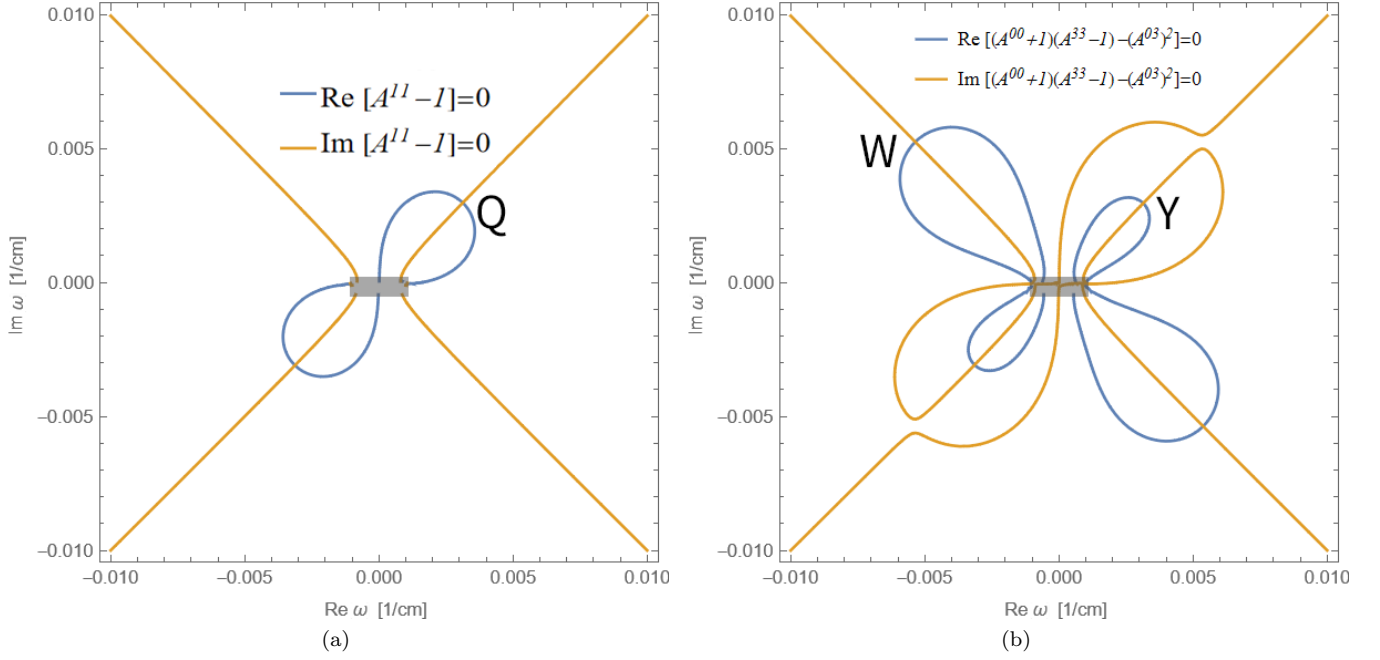 Re [A¹¹−1]=0
Im [A¹¹−1]=0
Q
0.010
0.005
0.000
−0.005
−0.010
Im ω [1/cm]
−0.010 −0.005 0.000 0.005 0.010
Re ω [1/cm]
(a)
Re [(A⁰⁰+1)(A³³−1)−(A⁰³)²]=0
Im [(A⁰⁰+1)(A³³−1)−(A⁰³)²]=0
W
Y
0.010
0.005
0.000
−0.005
−0.010
Im ω [1/cm]
−0.010 −0.005 0.000 0.005 0.010
Re ω [1/cm]
(b)